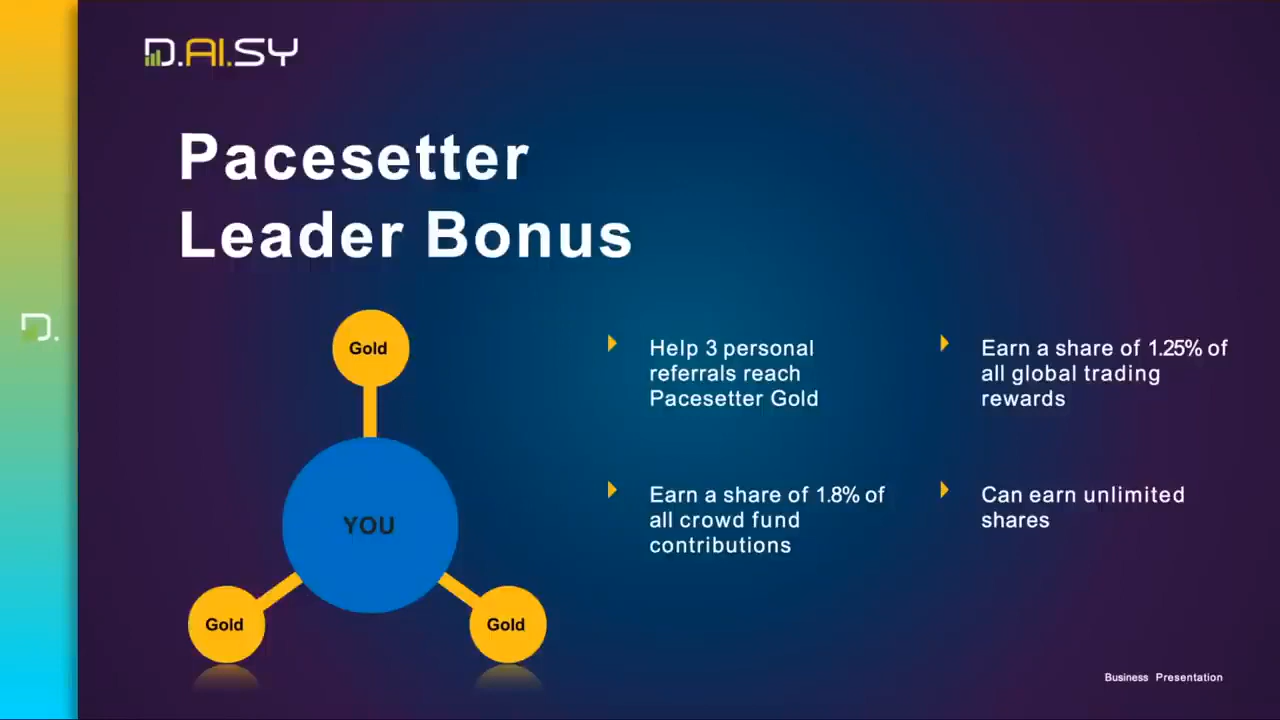 D.AI.SY
Pacesetter
Leader Bonus
D.
Gold
YOU
Gold
Gold
Help 3 personal
referrals reach
Pacesetter Gold
Earn a share of 1.25% of
all global trading
rewards
Earn a share of 1.8% of
all crowd fund
contributions
Can earn unlimited
shares
Business Presentation